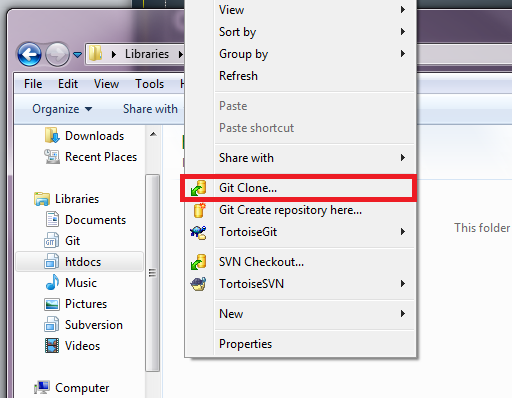 View
Sort by
Group by
Refresh
Paste
Paste shortcut
Share with
Git Clone...
Git Create repository here...
TortoiseGit
SVN Checkout...
TortoiseSVN
New
Properties
Libraries
File Edit View Tools
Organize Share with
Downloads
Recent Places
Libraries
Documents
Git
htdocs
Music
Pictures
Subversion
Videos
Computer
This folder